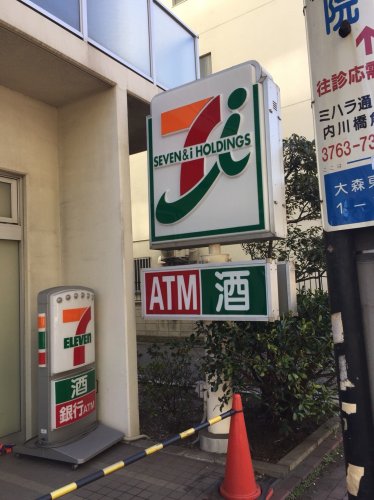 SEVEN&i HOLDINGS
ATM 酒
7
ELEVEN
酒
銀行ATM
院
往診応需
ミハラ通
内川橋
3763-73
大森東
1－